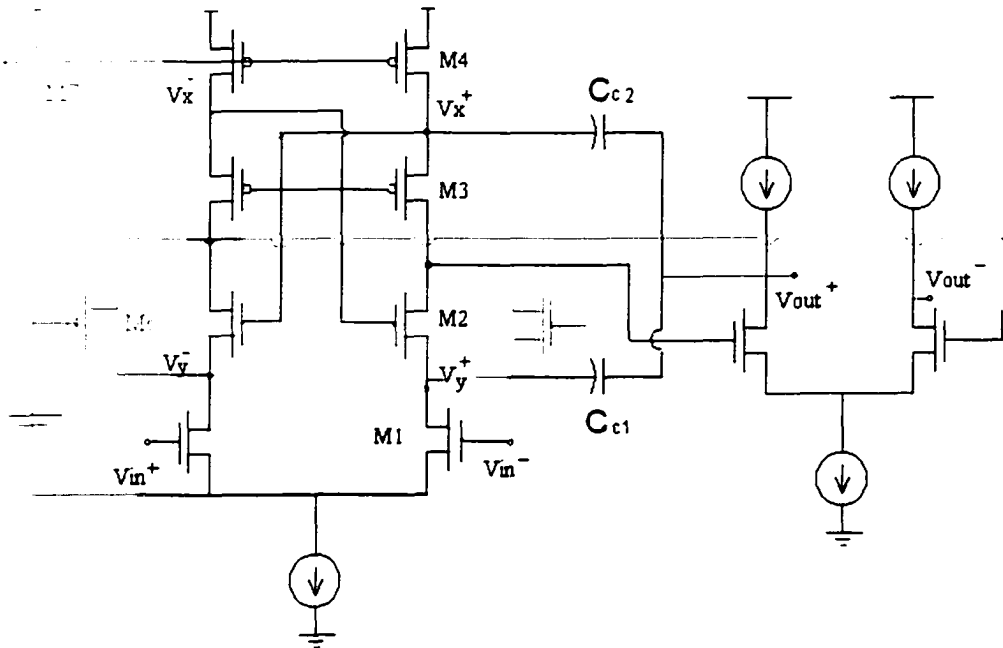 M4
Vx-
Vx+
Cc2
M3
Vout+
Vout-
M2
Vy-
Vy+
Cc1
M1
Vin+
Vin-